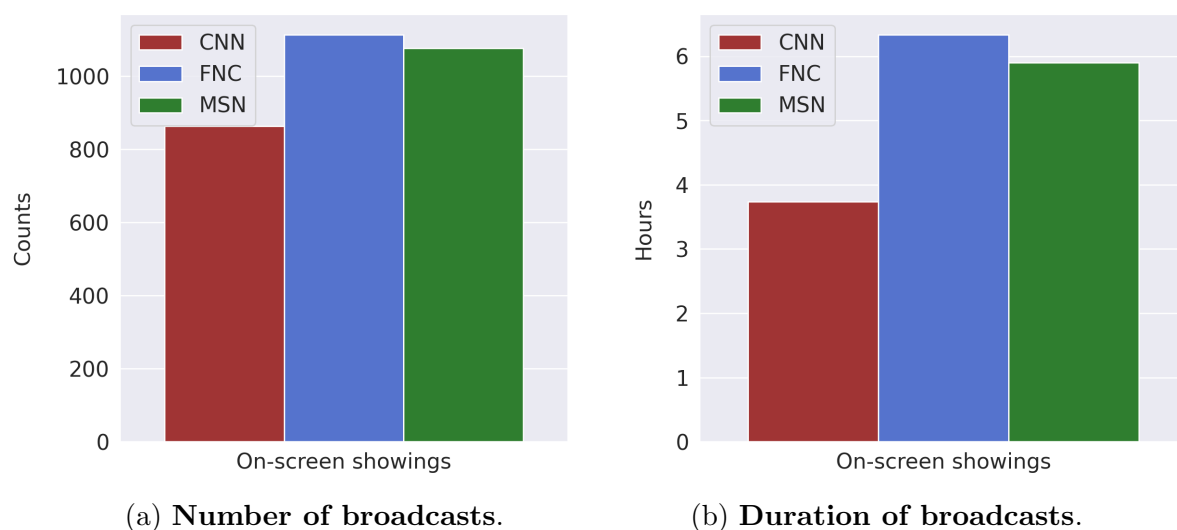 CNN
FNC
MSN
1000
800
600
400
200
0
Counts
On-screen showings
(a) Number of broadcasts.
CNN
FNC
MSN
6
5
4
3
2
1
0
Hours
On-screen showings
(b) Duration of broadcasts.